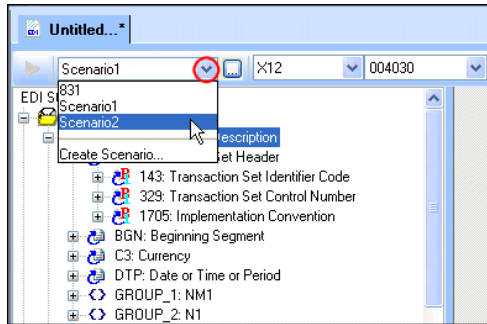 Untitled...*
Scenario1 X12 004030
EDI S
831
Scenario1
Scenario2
Create Scenario...
escription
et Header
143: Transaction Set Identifier Code
329: Transaction Set Control Number
1705: Implementation Convention
BGN: Beginning Segment
C3: Currency
DTP: Date or Time or Period
GROUP_1: NM1
GROUP_2: N1